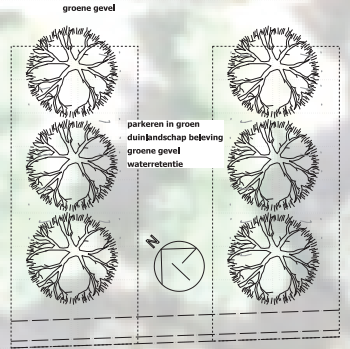 groene gevel
parkeren in groen
duinlandschap beleving
groene gevel
waterretentie
N